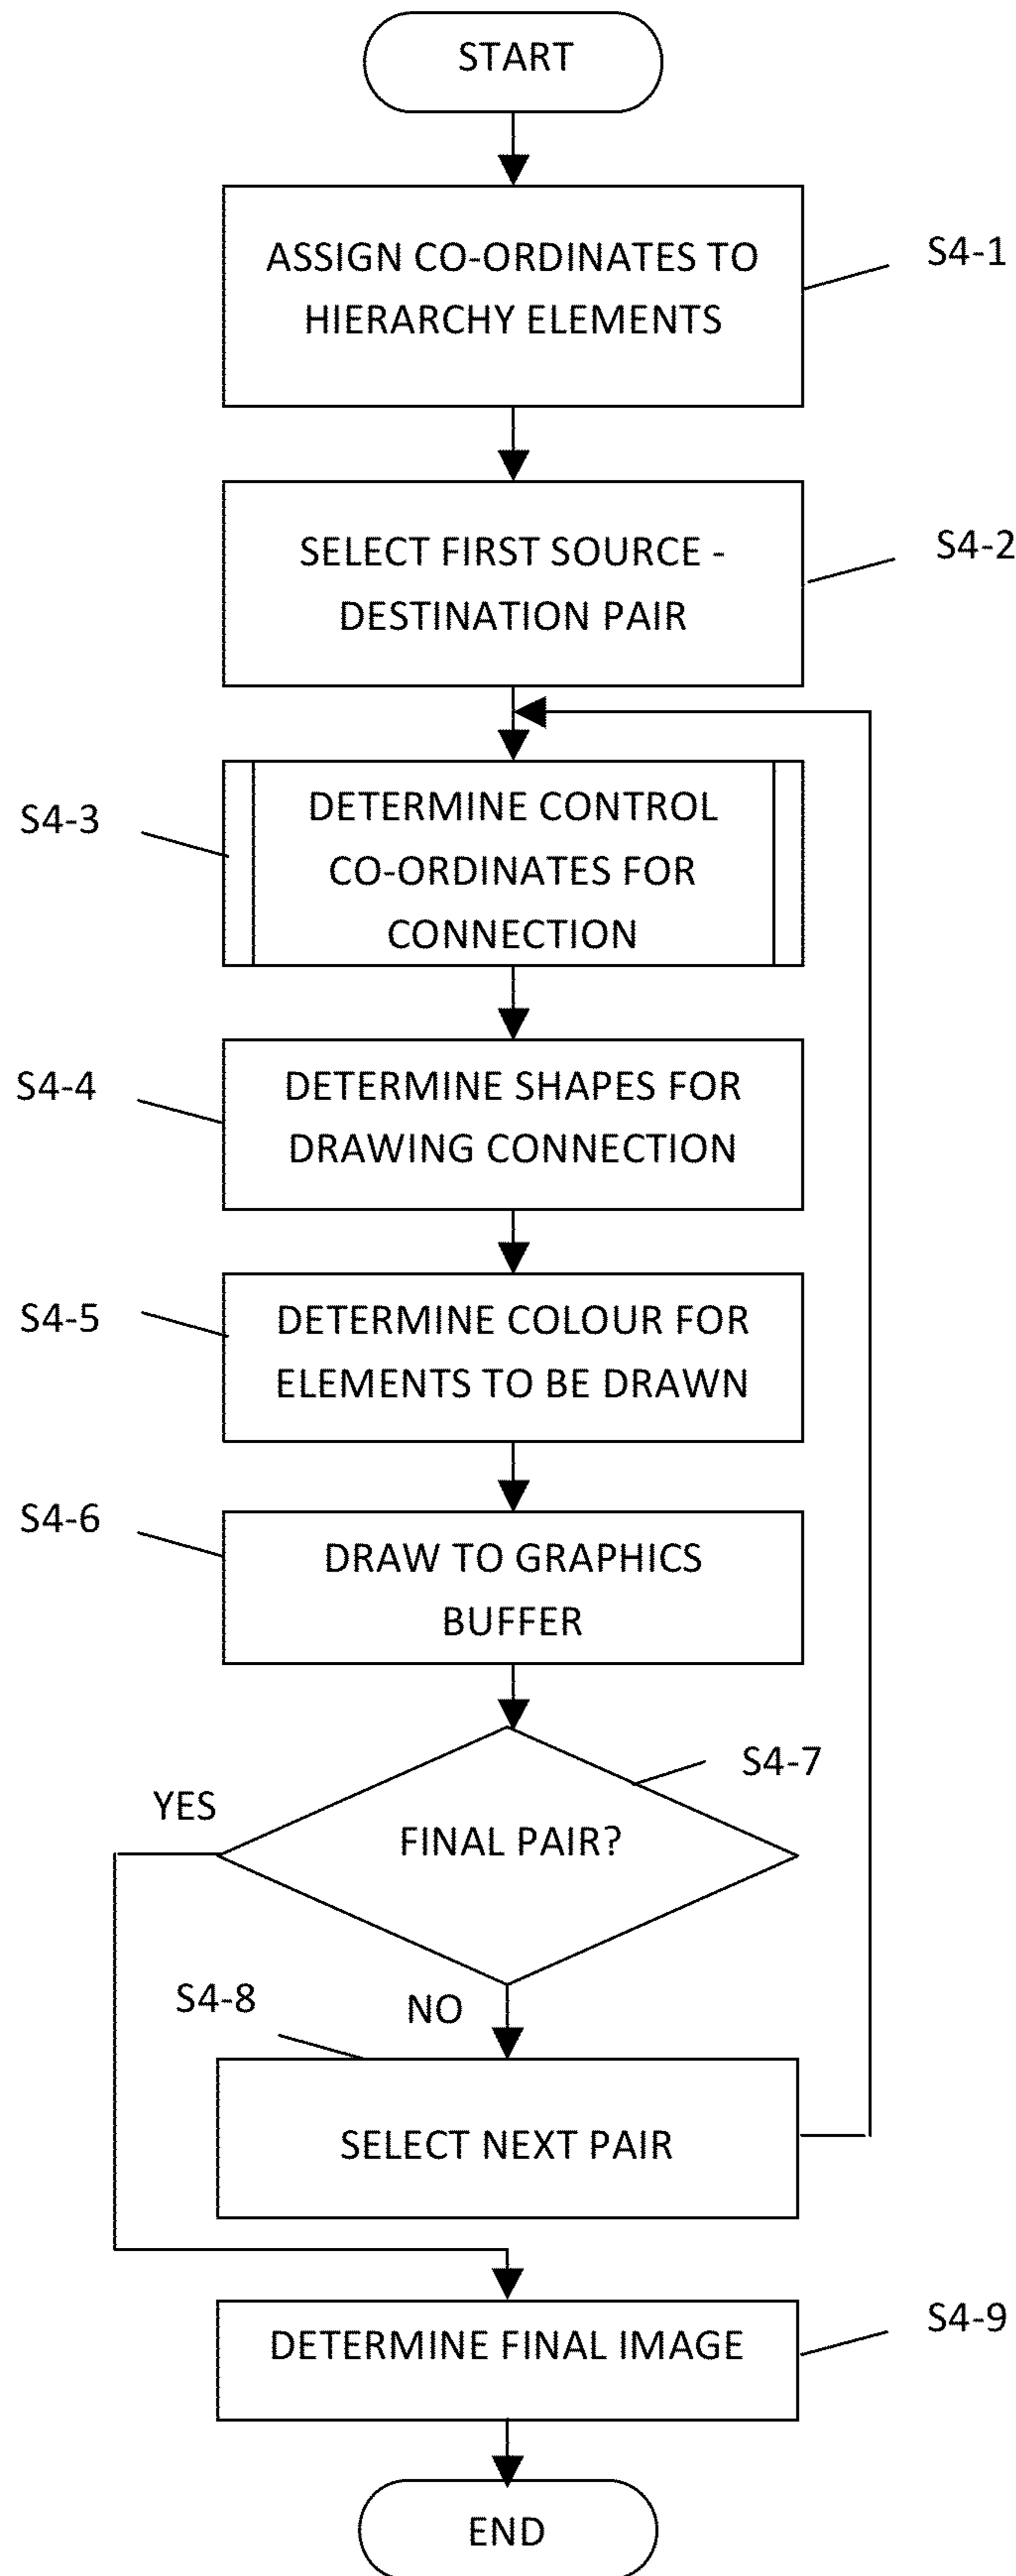 START
ASSIGN CO-ORDINATES TO
HIERARCHY ELEMENTS
S4-1
SELECT FIRST SOURCE -
DESTINATION PAIR
S4-2
S4-3
DETERMINE CONTROL
CO-ORDINATES FOR
CONNECTION
S4-4
DETERMINE SHAPES FOR
DRAWING CONNECTION
S4-5
DETERMINE COLOUR FOR
ELEMENTS TO BE DRAWN
S4-6
DRAW TO GRAPHICS
BUFFER
S4-7
YES
FINAL PAIR?
S4-8
NO
SELECT NEXT PAIR
S4-9
DETERMINE FINAL IMAGE
END